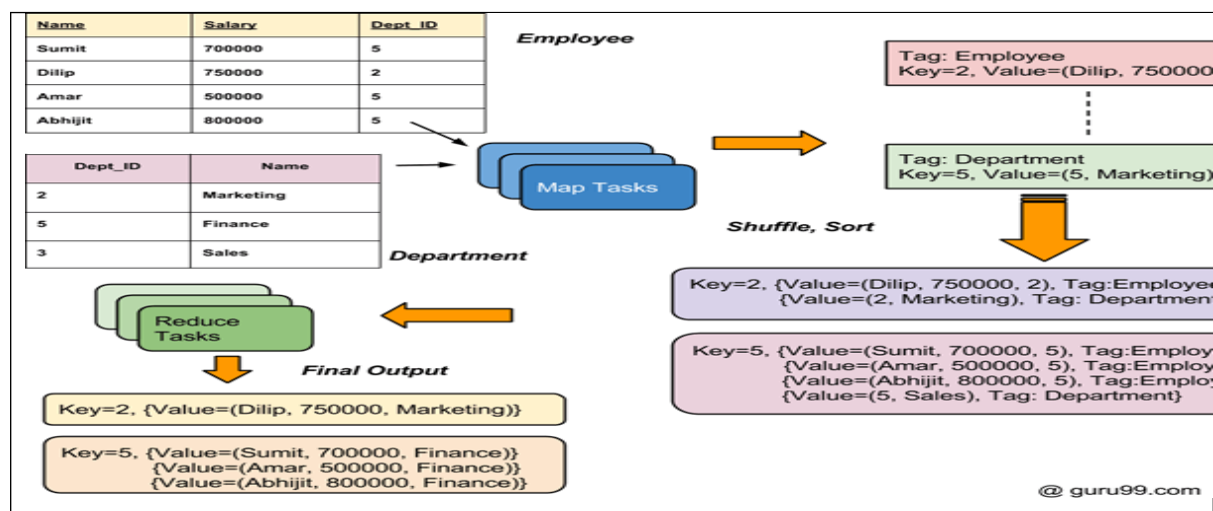 Name Salary Dept_ID
Sumit 700000 5
Dilip 750000 2
Amar 500000 5
Abhijit 800000 5
Employee
Dept_ID Name
2 Marketing
5 Finance
3 Sales
Department
Map Tasks
Tag: Employee
Key=2, Value=(Dilip, 750000
Tag: Department
Key=5, Value=(5, Marketing)
Shuffle, Sort
Key=2, {Value=(Dilip, 750000, 2), Tag:Employee
{Value=(2, Marketing), Tag: Department
Key=5, {Value=(Sumit, 700000, 5), Tag:Employ
{Value=(Amar, 500000, 5), Tag:Employ
{Value=(Abhijit, 800000, 5), Tag:Employ
{Value=(5, Sales), Tag: Department}
Reduce
Tasks
Final Output
Key=2, {Value=(Dilip, 750000, Marketing)}
Key=5, {Value=(Sumit, 700000, Finance)}
{Value=(Amar, 500000, Finance)}
{Value=(Abhijit, 800000, Finance)}
@ guru99.com